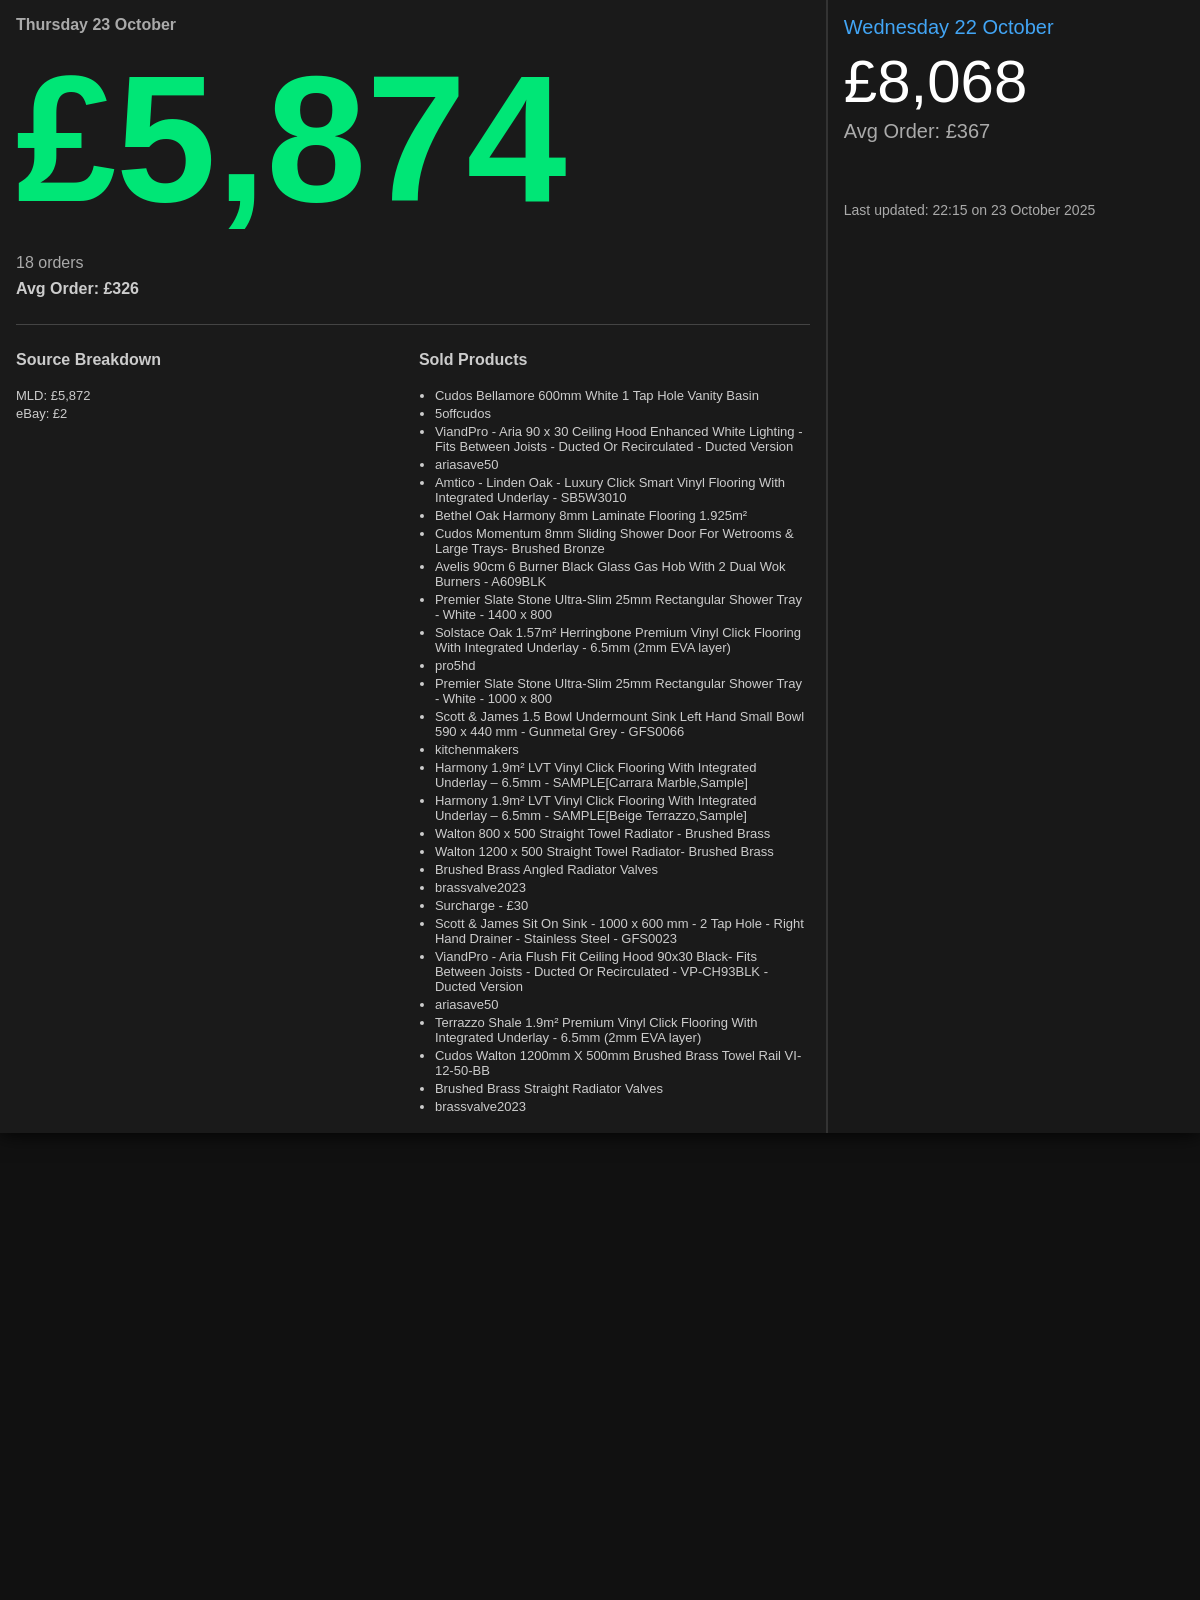 Thursday 23 October
£5,874
18 orders
Avg Order: £326
Source Breakdown
MLD: £5,872
eBay: £2
Sold Products
Cudos Bellamore 600mm White 1 Tap Hole Vanity Basin
5offcudos
ViandPro - Aria 90 x 30 Ceiling Hood Enhanced White Lighting -
Fits Between Joists - Ducted Or Recirculated - Ducted Version
ariasave50
Amtico - Linden Oak - Luxury Click Smart Vinyl Flooring With
Integrated Underlay - SB5W3010
Bethel Oak Harmony 8mm Laminate Flooring 1.925m²
Cudos Momentum 8mm Sliding Shower Door For Wetrooms &
Large Trays- Brushed Bronze
Avelis 90cm 6 Burner Black Glass Gas Hob With 2 Dual Wok
Burners - A609BLK
Premier Slate Stone Ultra-Slim 25mm Rectangular Shower Tray
- White - 1400 x 800
Solstace Oak 1.57m² Herringbone Premium Vinyl Click Flooring
With Integrated Underlay - 6.5mm (2mm EVA layer)
pro5hd
Premier Slate Stone Ultra-Slim 25mm Rectangular Shower Tray
- White - 1000 x 800
Scott & James 1.5 Bowl Undermount Sink Left Hand Small Bowl
590 x 440 mm - Gunmetal Grey - GFS0066
kitchenmakers
Harmony 1.9m² LVT Vinyl Click Flooring With Integrated
Underlay – 6.5mm - SAMPLE[Carrara Marble,Sample]
Harmony 1.9m² LVT Vinyl Click Flooring With Integrated
Underlay – 6.5mm - SAMPLE[Beige Terrazzo,Sample]
Walton 800 x 500 Straight Towel Radiator - Brushed Brass
Walton 1200 x 500 Straight Towel Radiator- Brushed Brass
Brushed Brass Angled Radiator Valves
brassvalve2023
Surcharge - £30
Scott & James Sit On Sink - 1000 x 600 mm - 2 Tap Hole - Right
Hand Drainer - Stainless Steel - GFS0023
ViandPro - Aria Flush Fit Ceiling Hood 90x30 Black- Fits
Between Joists - Ducted Or Recirculated - VP-CH93BLK -
Ducted Version
ariasave50
Terrazzo Shale 1.9m² Premium Vinyl Click Flooring With
Integrated Underlay - 6.5mm (2mm EVA layer)
Cudos Walton 1200mm X 500mm Brushed Brass Towel Rail VI-
12-50-BB
Brushed Brass Straight Radiator Valves
brassvalve2023
Wednesday 22 October
£8,068
Avg Order: £367
Last updated: 22:15 on 23 October 2025